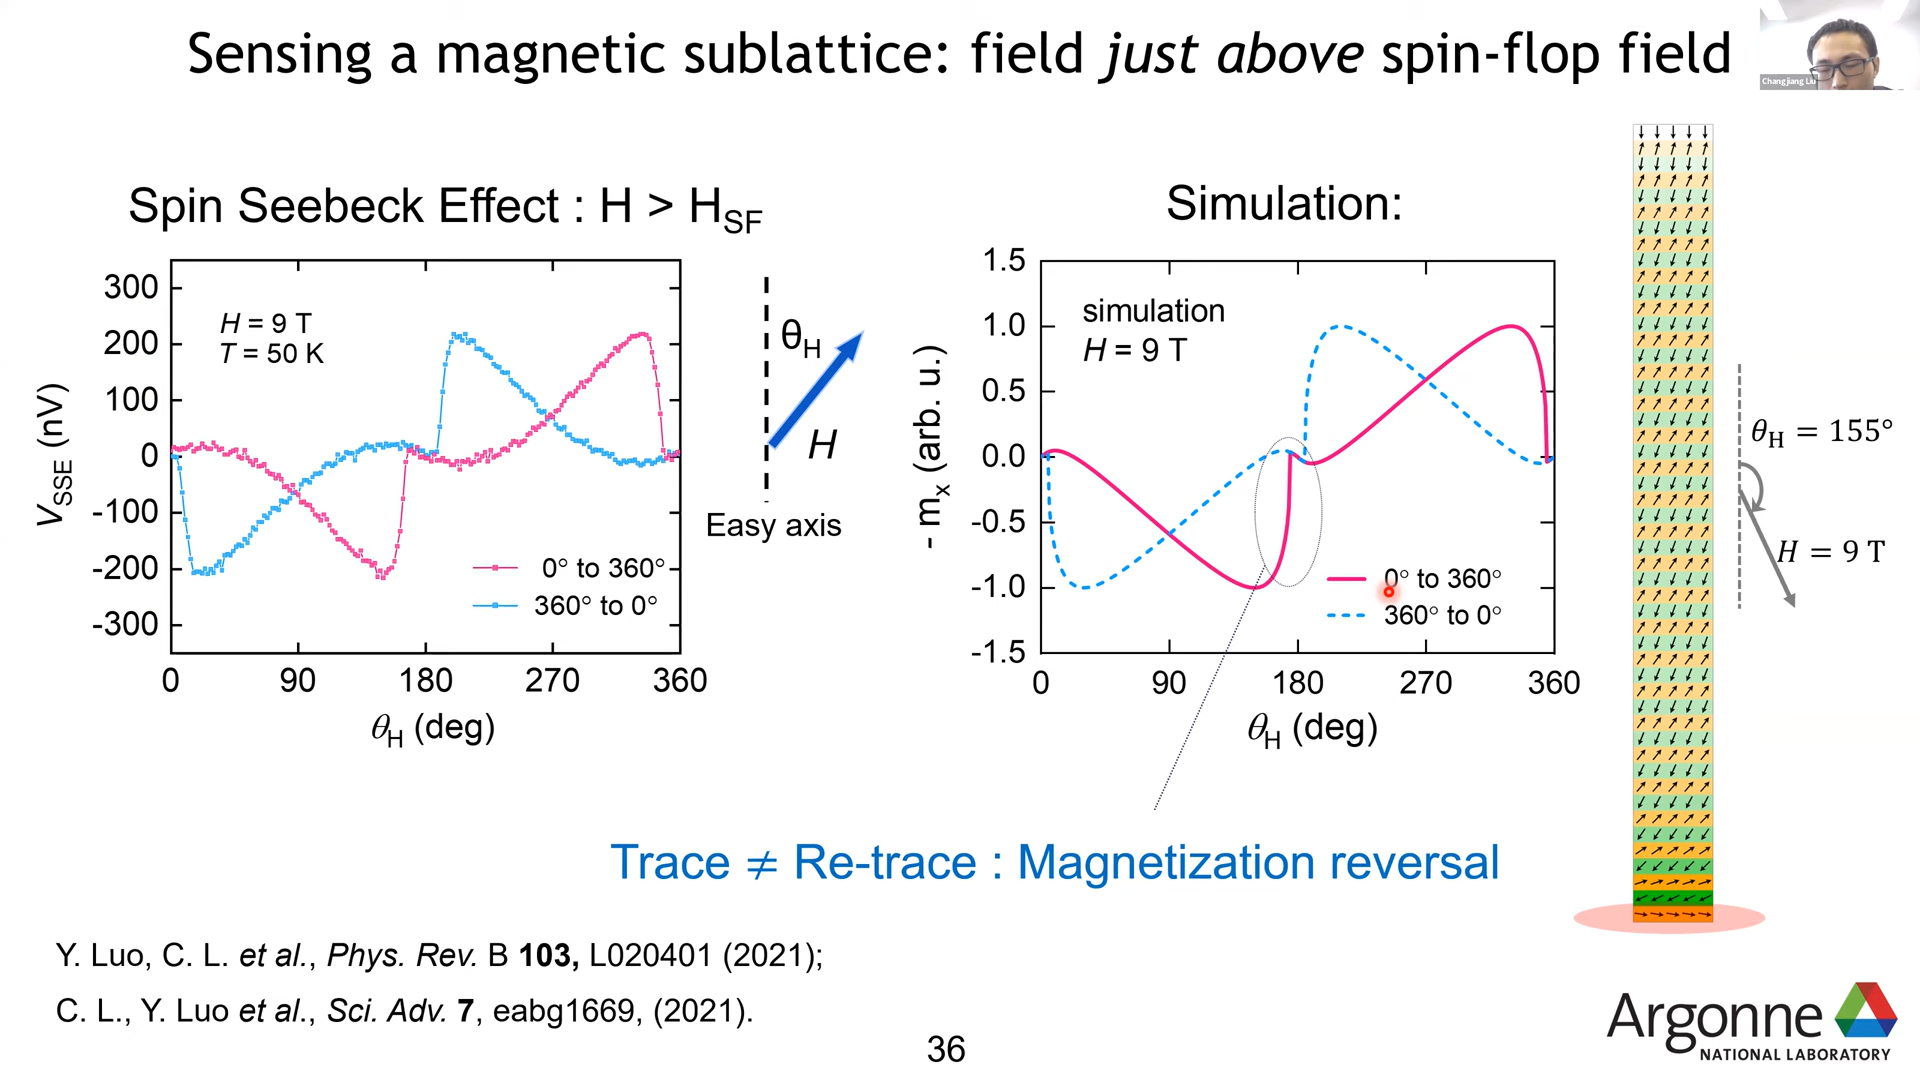 Sensing a magnetic sublattice: field just above spin-flop field
Changjiang Liu
Spin Seebeck Effect : H > HSF
Simulation:
300
200
100
0
-100
-200
-300
VSSE (nV)
H = 9 T
T = 50 K
0° to 360°
360° to 0°
0 90 180 270 360
θH (deg)
θH
H
Easy axis
1.5
1.0
0.5
0.0
-0.5
-1.0
-1.5
- mx (arb. u.)
simulation
H = 9 T
0° to 360°
360° to 0°
0 90 180 270 360
θH (deg)
θH = 155°
H = 9 T
Trace ≠ Re-trace : Magnetization reversal
Y. Luo, C. L. et al., Phys. Rev. B 103, L020401 (2021);
C. L., Y. Luo et al., Sci. Adv. 7, eabg1669, (2021).
36
Argonne
NATIONAL LABORATORY